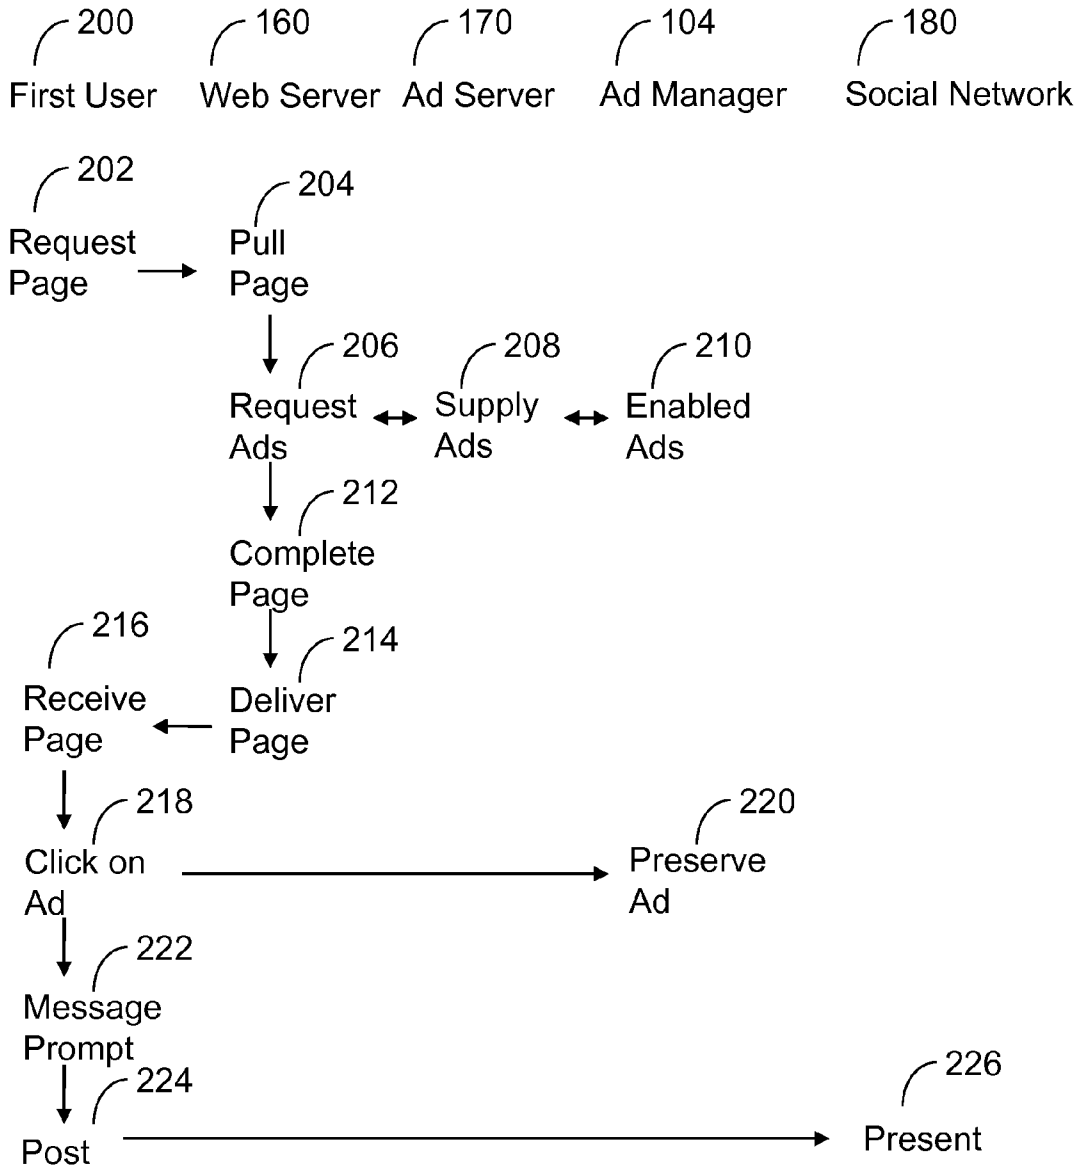 200 160 170 104 180
First User Web Server Ad Server Ad Manager Social Network
202
204
Request
Page
Pull
Page
206 208 210
Request
Ads
Supply
Ads
Enabled
Ads
212
Complete
Page
216
214
Receive
Page
Deliver
Page
218 220
Click on
Ad
Preserve
Ad
222
Message
Prompt
224 226
Post Present